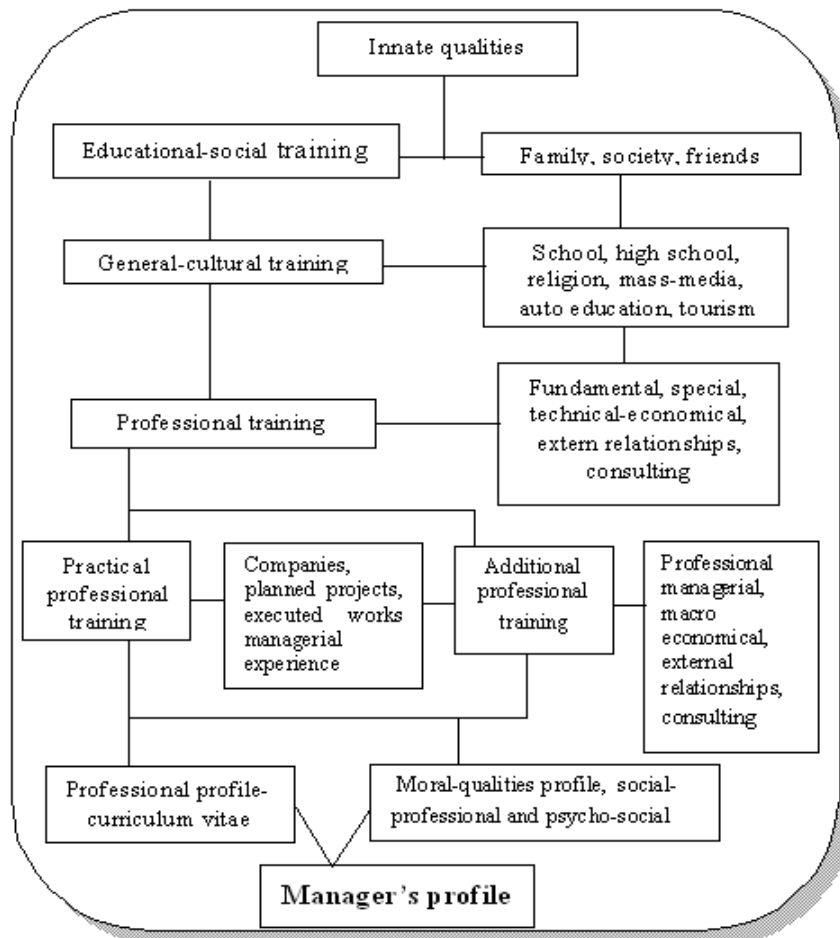 Innate qualities
Educational-social training
Family, society, friends
General-cultural training
School, high school,
religion, mass-media,
auto education, tourism
Professional training
Fundamental, special,
technical-economical,
extern relationships,
consulting
Practical
professional
training
Companies,
planned projects,
executed works
managerial
experience
Additional
professional
training
Professional
managerial,
macro
economical,
external
relationships,
consulting
Professional profile-
curriculum vitae
Moral-qualities profile, social-
professional and psycho-social
Manager's profile